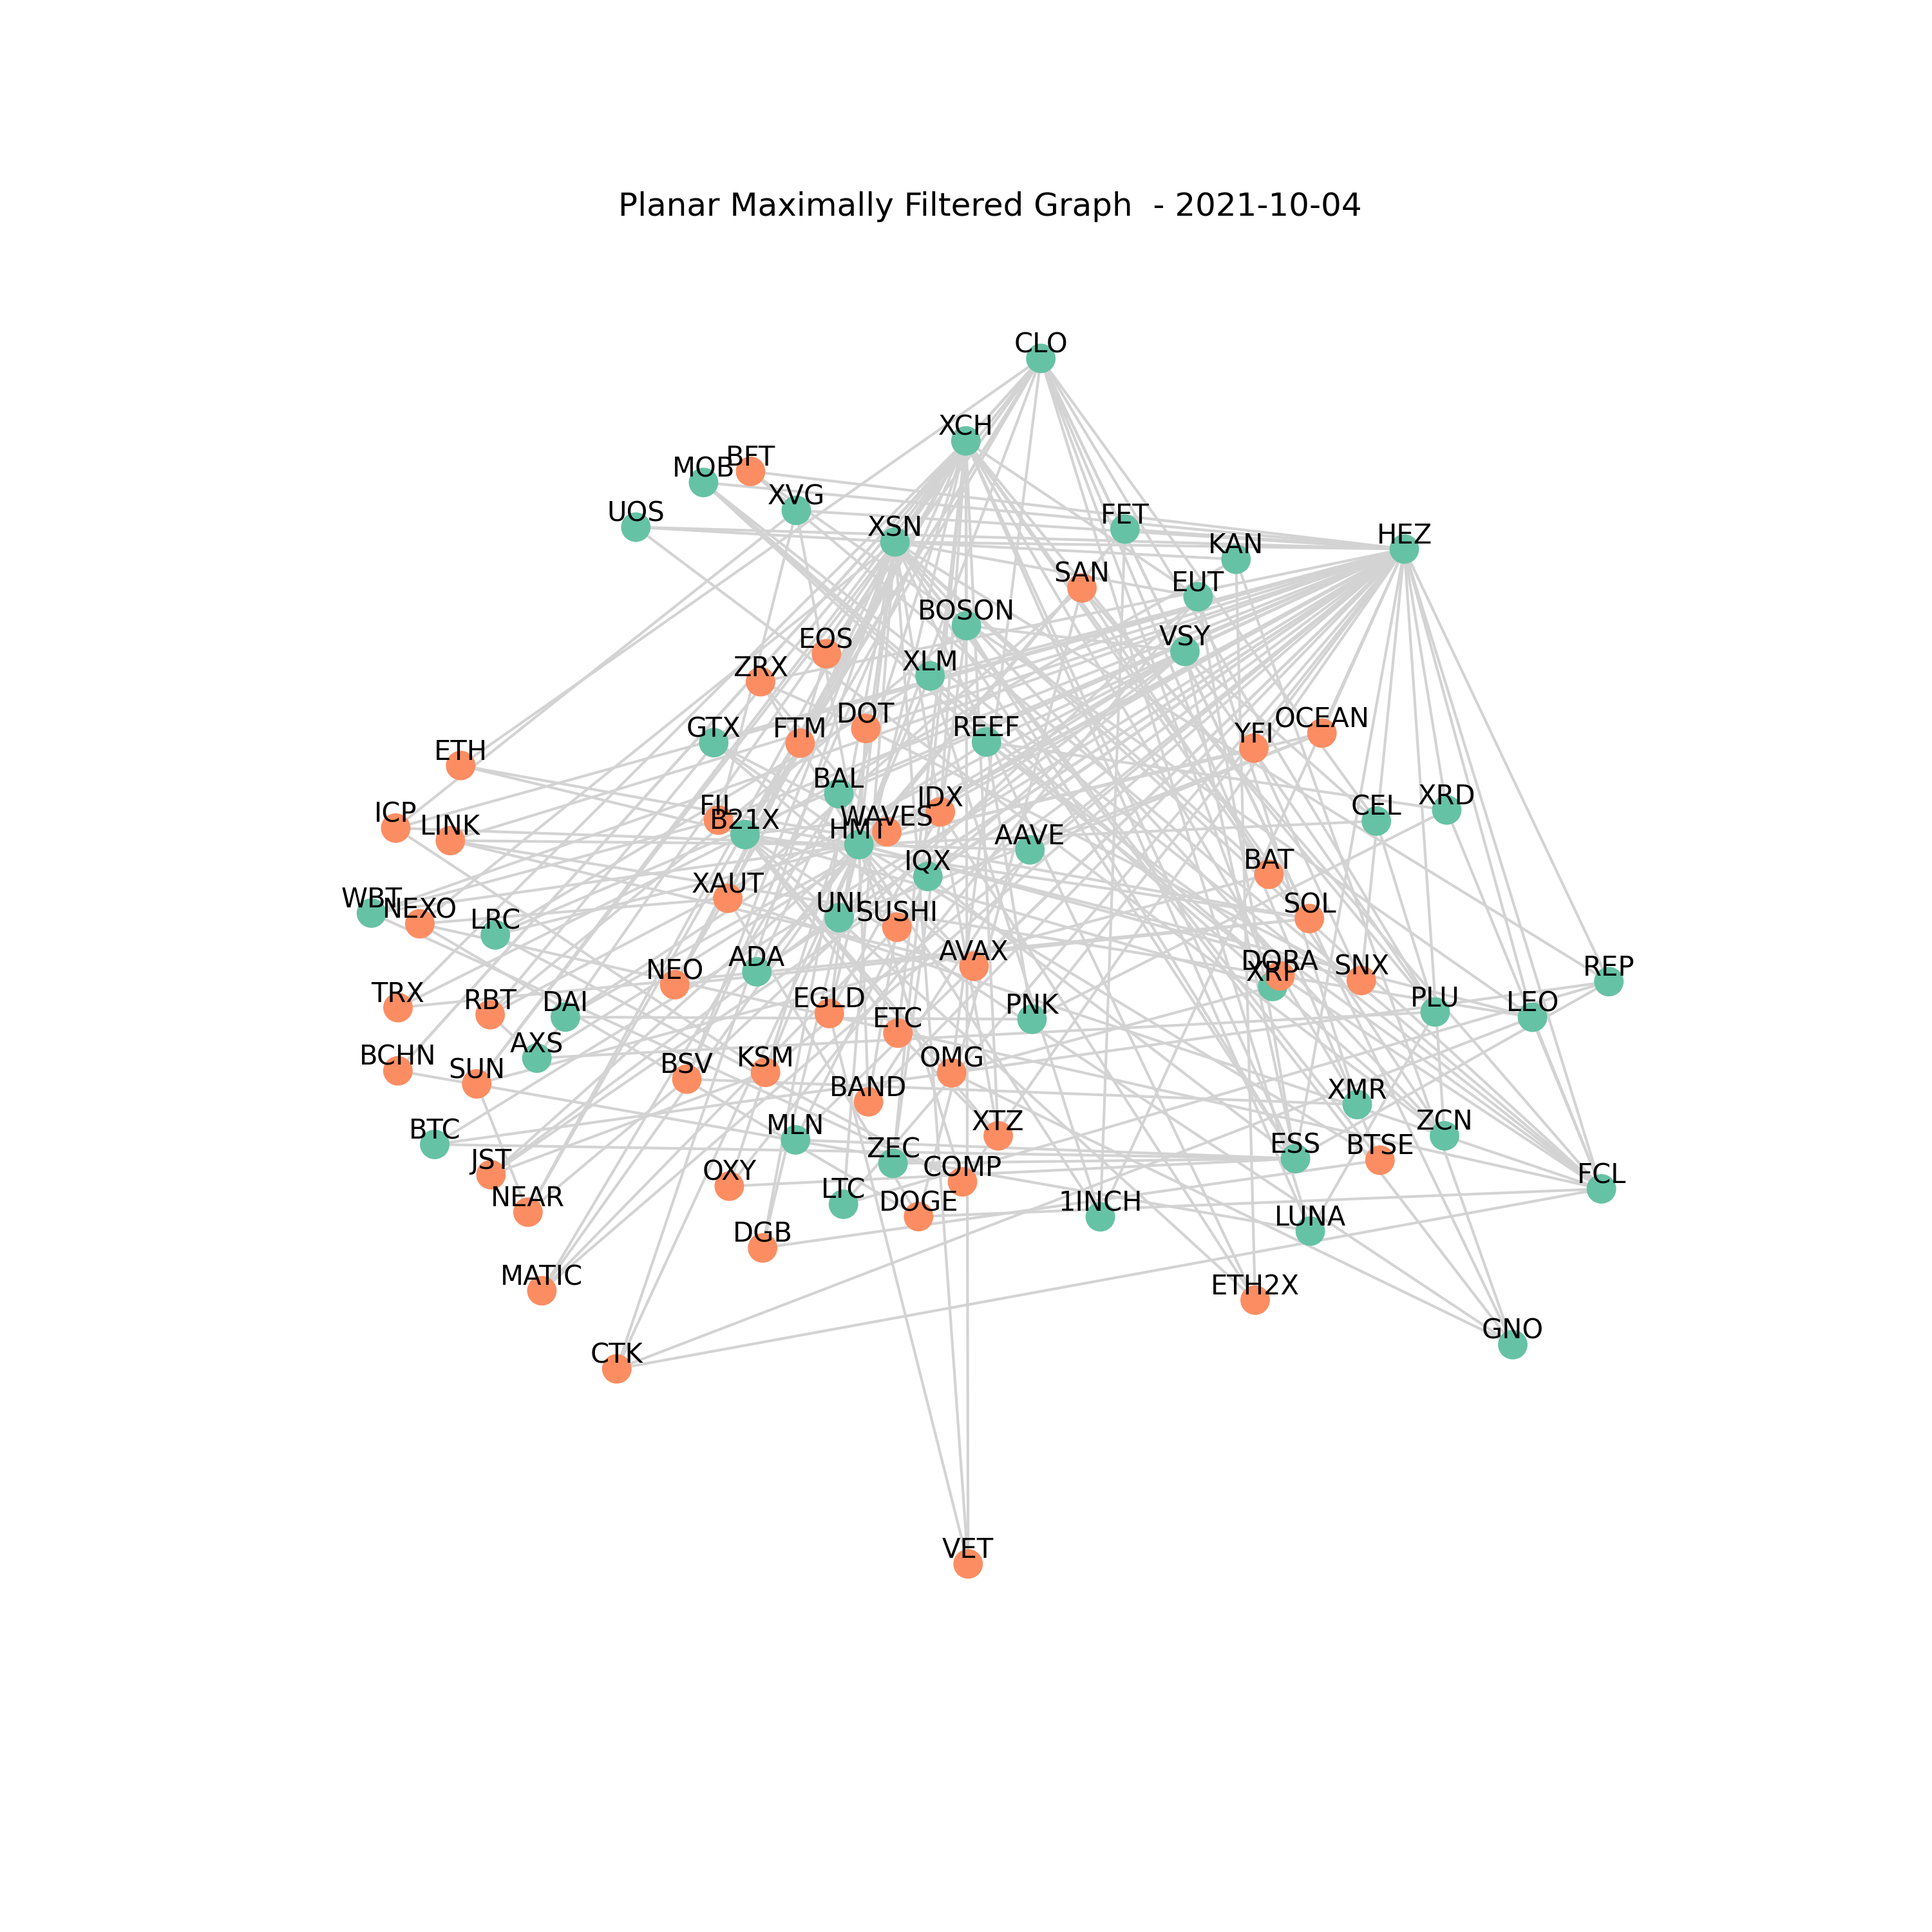 Planar Maximally Filtered Graph - 2021-10-04
CLO
XCH
BFT
MOB
XVG
UOS
FET
XSN
HEZ
KAN
SAN
EUT
BOSON
EOS
VSY
XLM
ZRX
DOT
OCEAN
GTX
FTM
REEF
YFI
ETH
BAL
IDX
XRD
CEL
FIL
ICP
B21X
WAVES
LINK
HMT
AAVE
IQX
BAT
XAUT
WBT
UNI
SOL
NEXO
SUSHI
LRC
AVAX
ADA
DORA
SNX
REP
NEO
XRP
TRX
EGLD
RBT
DAI
PNK
PLU
LEO
ETC
AXS
BCHN
KSM
OMG
SUN
BSV
BAND
XMR
BTC
MLN
XTZ
ZCN
ZEC
ESS
BTSE
JST
OXY
COMP
FCL
NEAR
LTC
DOGE
1INCH
LUNA
DGB
MATIC
ETH2X
GNO
CTK
VET